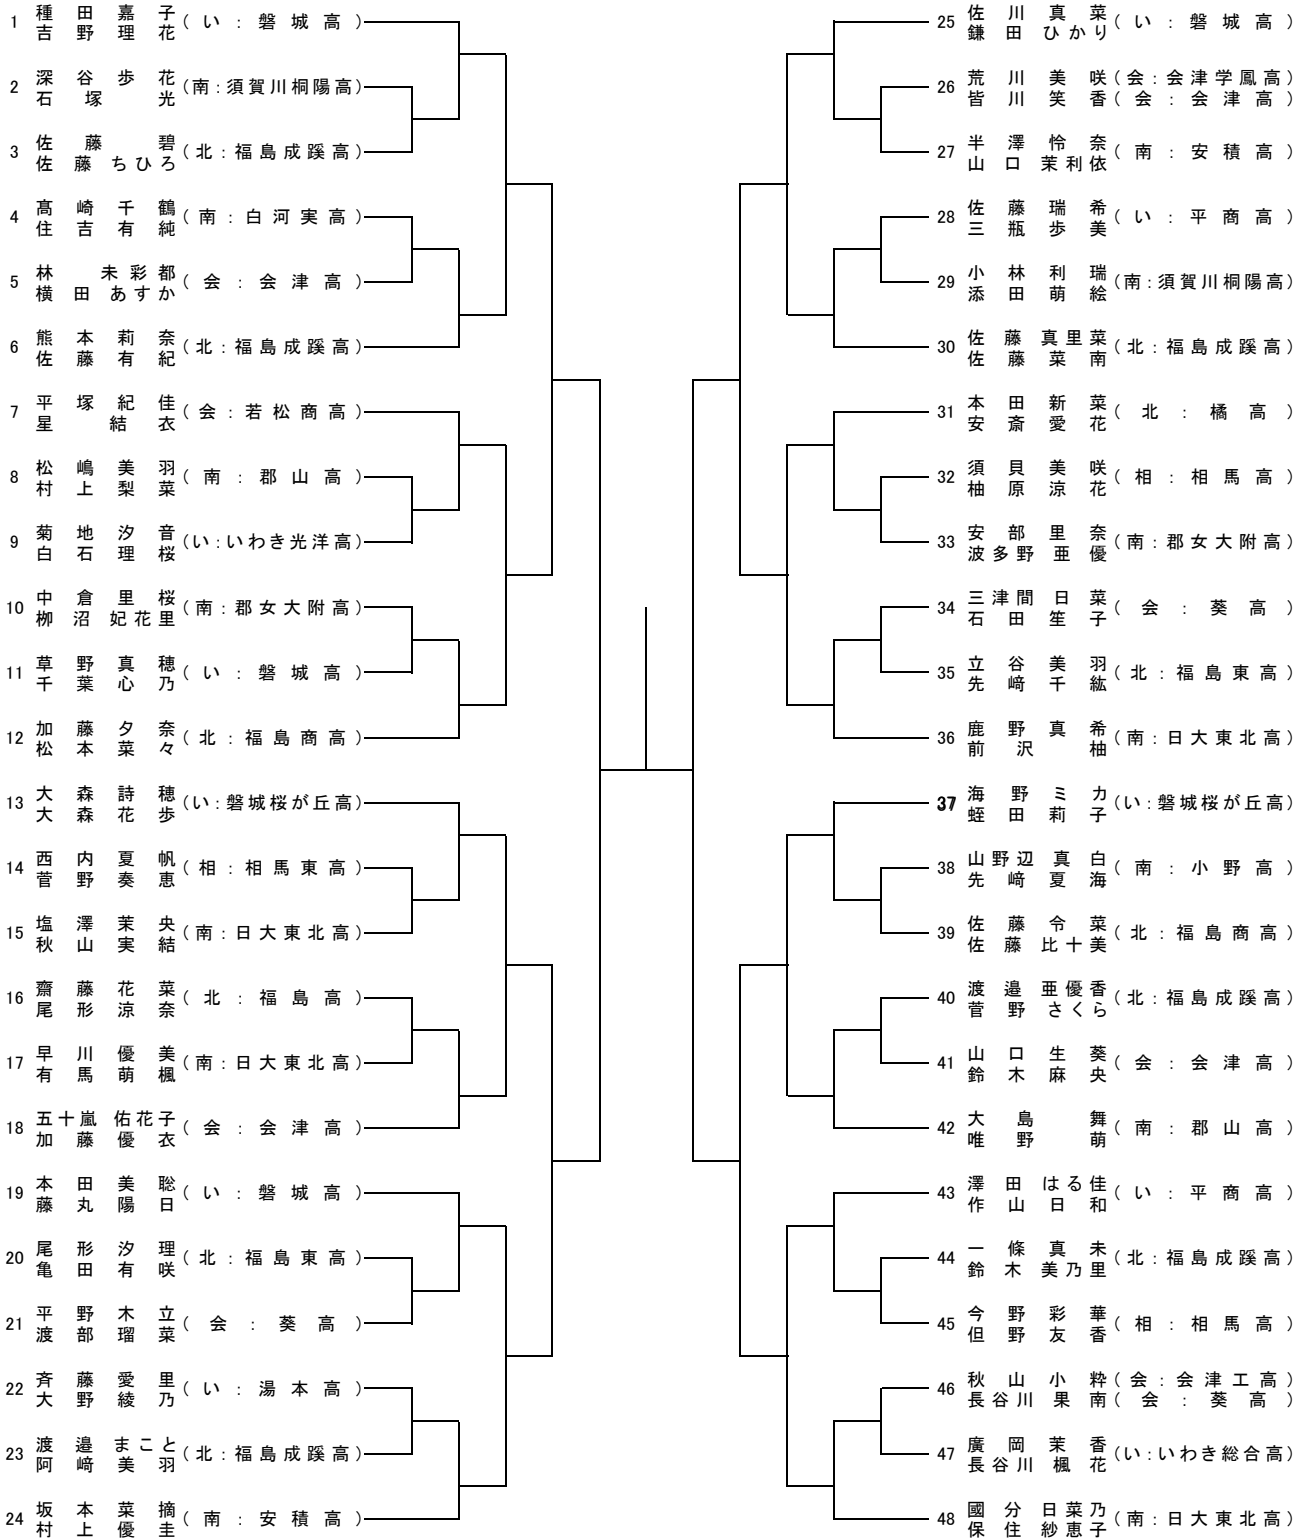 1 種田嘉子 (い:磐城高)
吉野理花
2 深谷歩花 (南:須賀川桐陽高)
石塚光
3 佐藤碧 (北:福島成蹊高)
佐藤ちひろ
4 髙崎千鶴 (南:白河実高)
住吉有純
5 林未彩都 (会:会津高)
横田あすか
6 熊本莉奈 (北:福島成蹊高)
佐藤有紀
7 平塚紀佳 (会:若松商高)
星結衣
8 松嶋美羽 (南:郡山高)
村上梨菜
9 菊地汐音 (い:いわき光洋高)
白石理桜
10 中倉里桜 (南:郡女大附高)
栁沼妃花里
11 草野真穂 (い:磐城高)
千葉心乃
12 加藤夕奈 (北:福島商高)
松本菜々
13 大森詩穂 (い:磐城桜が丘高)
大森花歩
14 西内夏帆 (相:相馬東高)
菅野奏恵
15 塩澤茉央 (南:日大東北高)
秋山実結
16 齋藤花菜 (北:福島高)
尾形涼奈
17 早川優美 (南:日大東北高)
有馬萌楓
18 五十嵐佑花子 (会:会津高)
加藤優衣
19 本田美聡 (い:磐城高)
藤丸陽日
20 尾形汐理 (北:福島東高)
亀田有咲
21 平野木立 (会:葵高)
渡部瑠菜
22 斉藤愛里 (い:湯本高)
大野綾乃
23 渡邉まこと (北:福島成蹊高)
阿﨑美羽
24 坂本菜摘 (南:安積高)
村上優圭
25 佐川真菜 (い:磐城高)
鎌田ひかり
26 荒川美咲 (会:会津学鳳高)
皆川笑香 (会:会津高)
27 半澤怜奈 (南:安積高)
山口茉利依
28 佐藤瑞希 (い:平商高)
三瓶歩美
29 小林利瑞 (南:須賀川桐陽高)
添田萌絵
30 佐藤真里菜 (北:福島成蹊高)
佐藤菜南
31 本田新菜 (北:橘高)
安斎愛花
32 須貝美咲 (相:相馬高)
柚原涼花
33 安部里奈 (南:郡女大附高)
波多野亜優
34 三津間日菜 (会:葵高)
石田笙子
35 立谷美羽 (北:福島東高)
先﨑千紘
36 鹿野真希 (南:日大東北高)
前沢柚
37 海野ミカ (い:磐城桜が丘高)
蛭田莉子
38 山野辺真白 (南:小野高)
先﨑夏海
39 佐藤令菜 (北:福島商高)
佐藤比十美
40 渡邉亜優香 (北:福島成蹊高)
菅野さくら
41 山口生葵 (会:会津高)
鈴木麻央
42 大島舞 (南:郡山高)
唯野萌
43 澤田はる佳 (い:平商高)
作山日和
44 一條真未 (北:福島成蹊高)
鈴木美乃里
45 今野彩華 (相:相馬高)
但野友香
46 秋山小粋 (会:会津工高)
長谷川果南 (会:葵高)
47 廣岡茉香 (い:いわき総合高)
長谷川楓花
48 國分日菜乃 (南:日大東北高)
保住紗恵子